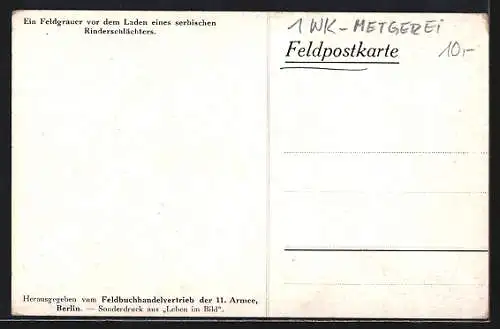 Ein Feldgrauer vor dem Laden eines serbischen
Rinderschlächters.
1 WK - METGEREI
10,-
Feldpostkarte
Herausgegeben vom Feldbuchhandelvertrieb der 11. Armee,
Berlin. — Sonderdruck aus „Leben im Bild".